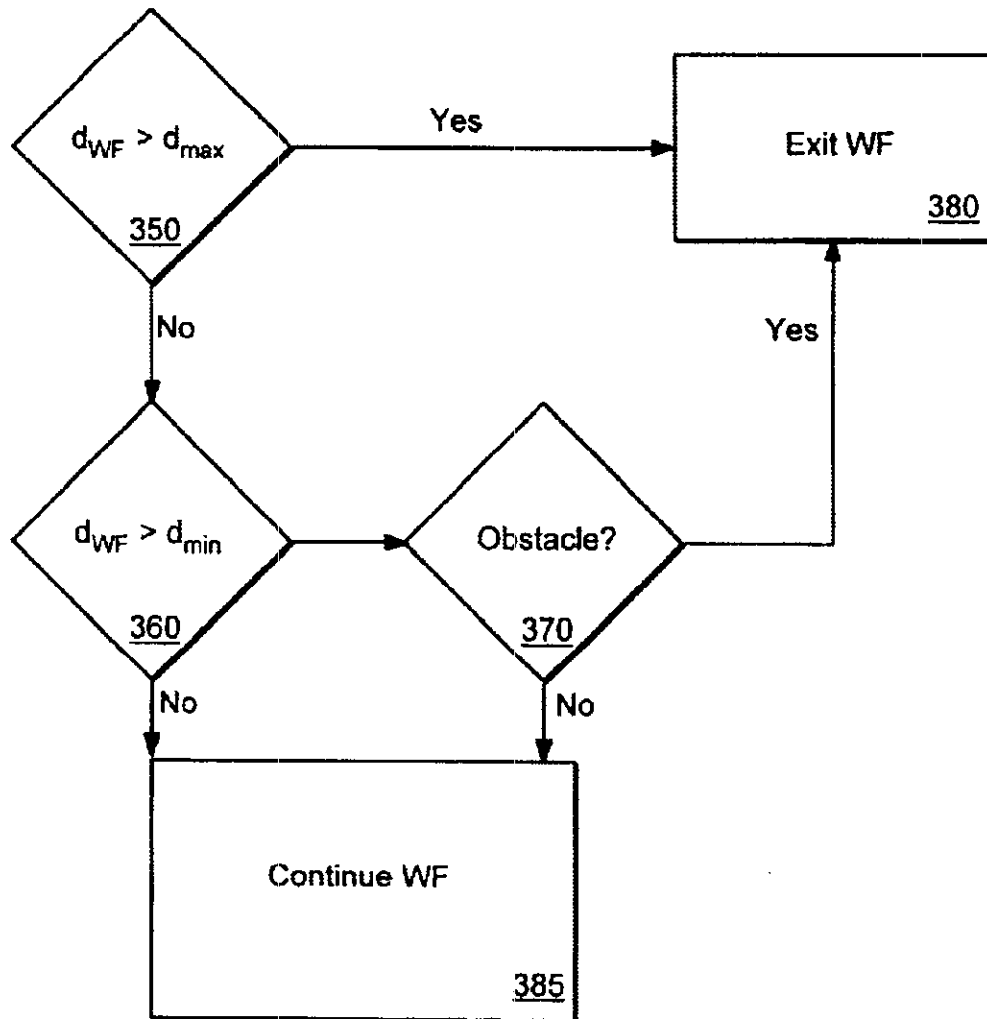 d_WF > d_max
350
Yes
Exit WF
380
No
Yes
d_WF > d_min
360
Obstacle?
370
No
No
Continue WF
385